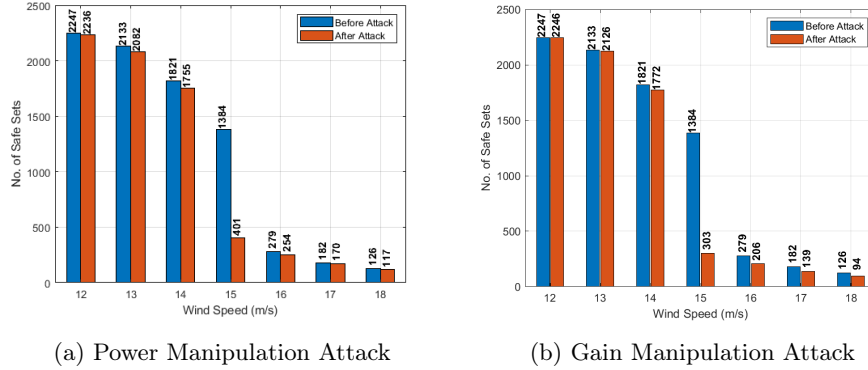 2500
2000
1500
1000
500
0
No. of Safe Sets
2247 2236 2133 2082 1821 1755 1384 401 279 254 182 170 126 117
Before Attack
After Attack
12 13 14 15 16 17 18
Wind Speed (m/s)
(a) Power Manipulation Attack
2500
2000
1500
1000
500
0
No. of Safe Sets
2247 2246 2133 2126 1821 1772 1384 303 279 206 182 139 126 94
Before Attack
After Attack
12 13 14 15 16 17 18
Wind Speed (m/s)
(b) Gain Manipulation Attack